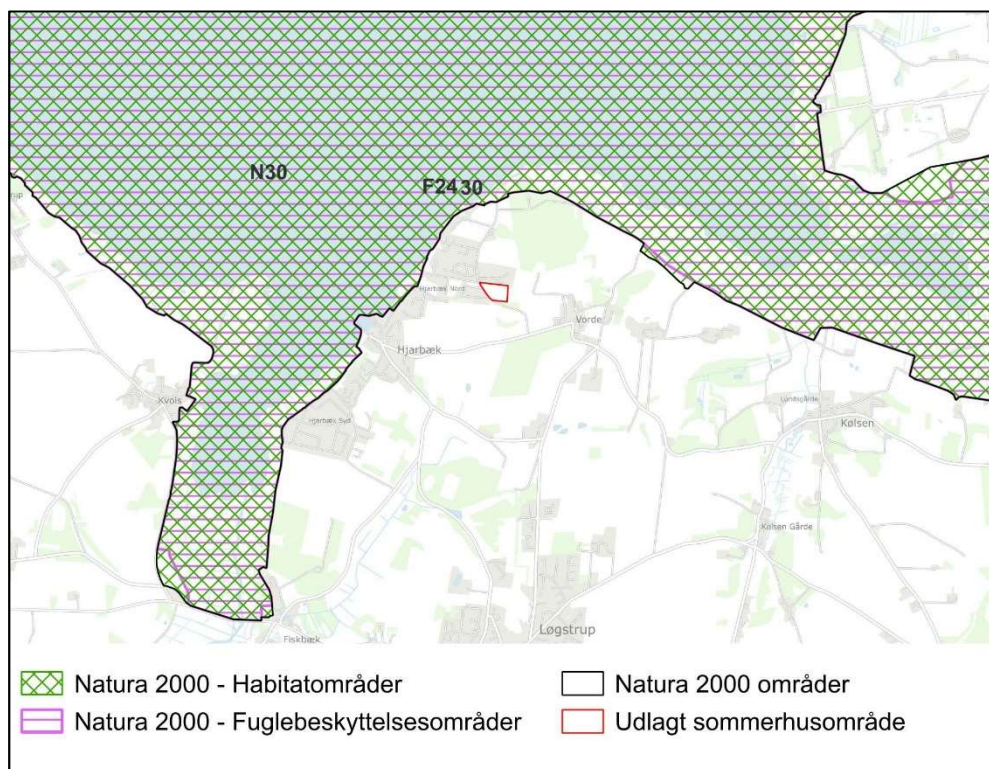 N30
F24 30
Hjarbæk Nord
Vorde
Hjarbæk
Kvols
Lundsgårde
Kølsen
Hjarbæk Syd
Kølsen Gårde
Løgstrup
Fiskbæk
Natura 2000 - Habitatområder
Natura 2000 områder
Natura 2000 - Fuglebeskyttelsesområder
Udlagt sommerhusområde